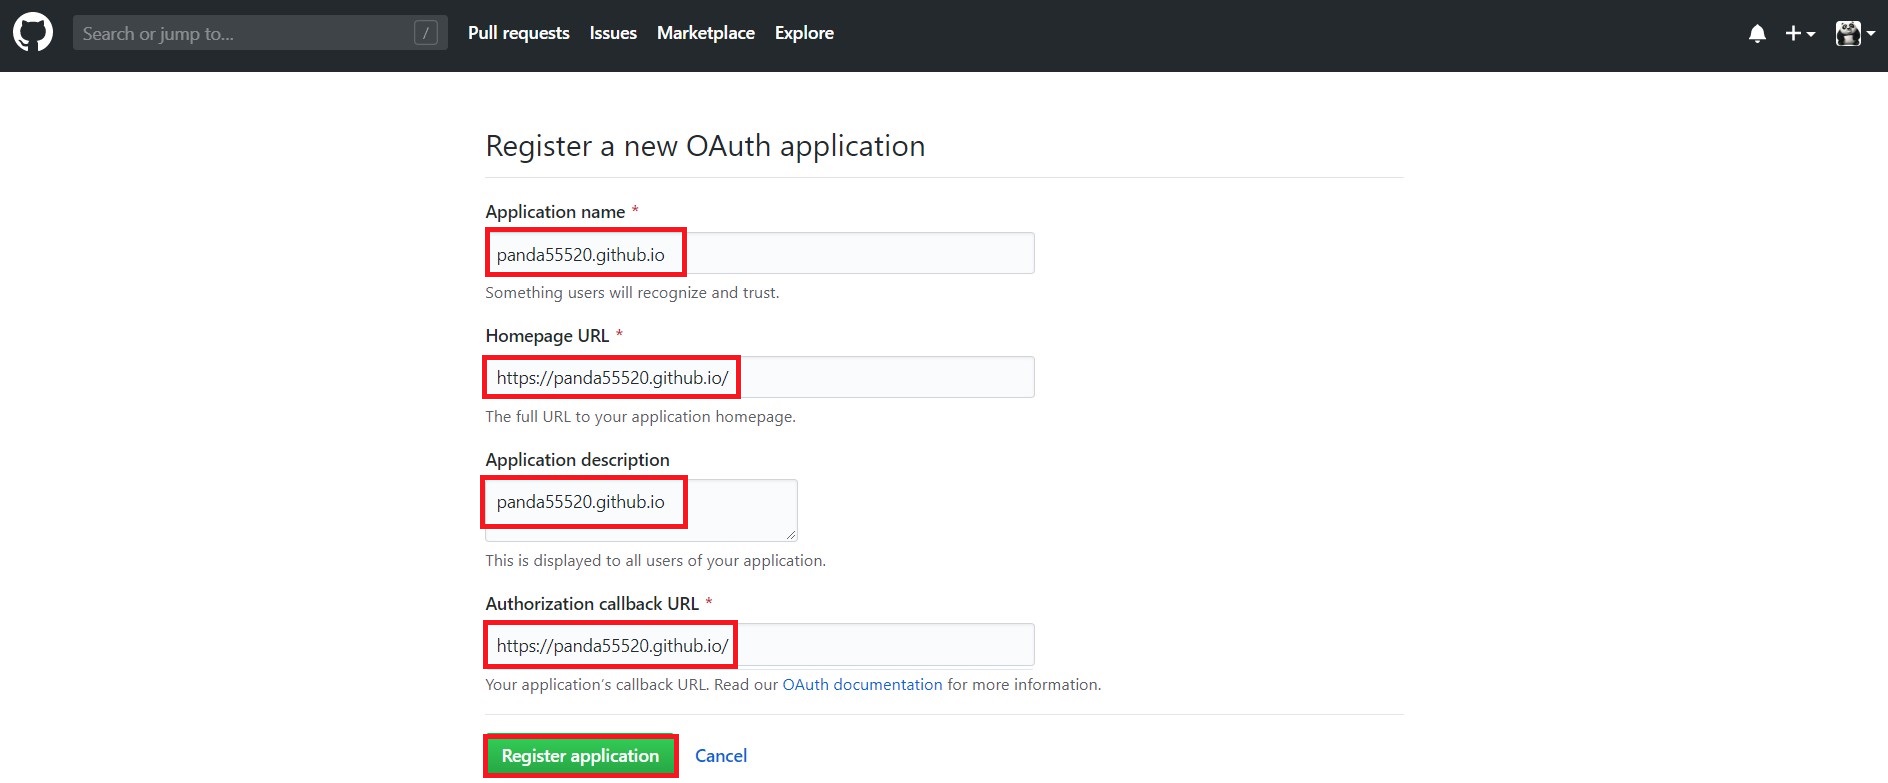 Search or jump to... /
Pull requests Issues Marketplace Explore
Register a new OAuth application
Application name *
panda55520.github.io
Something users will recognize and trust.
Homepage URL *
https://panda55520.github.io/
The full URL to your application homepage.
Application description
panda55520.github.io
This is displayed to all users of your application.
Authorization callback URL *
https://panda55520.github.io/
Your application’s callback URL. Read our OAuth documentation for more information.
Register application Cancel